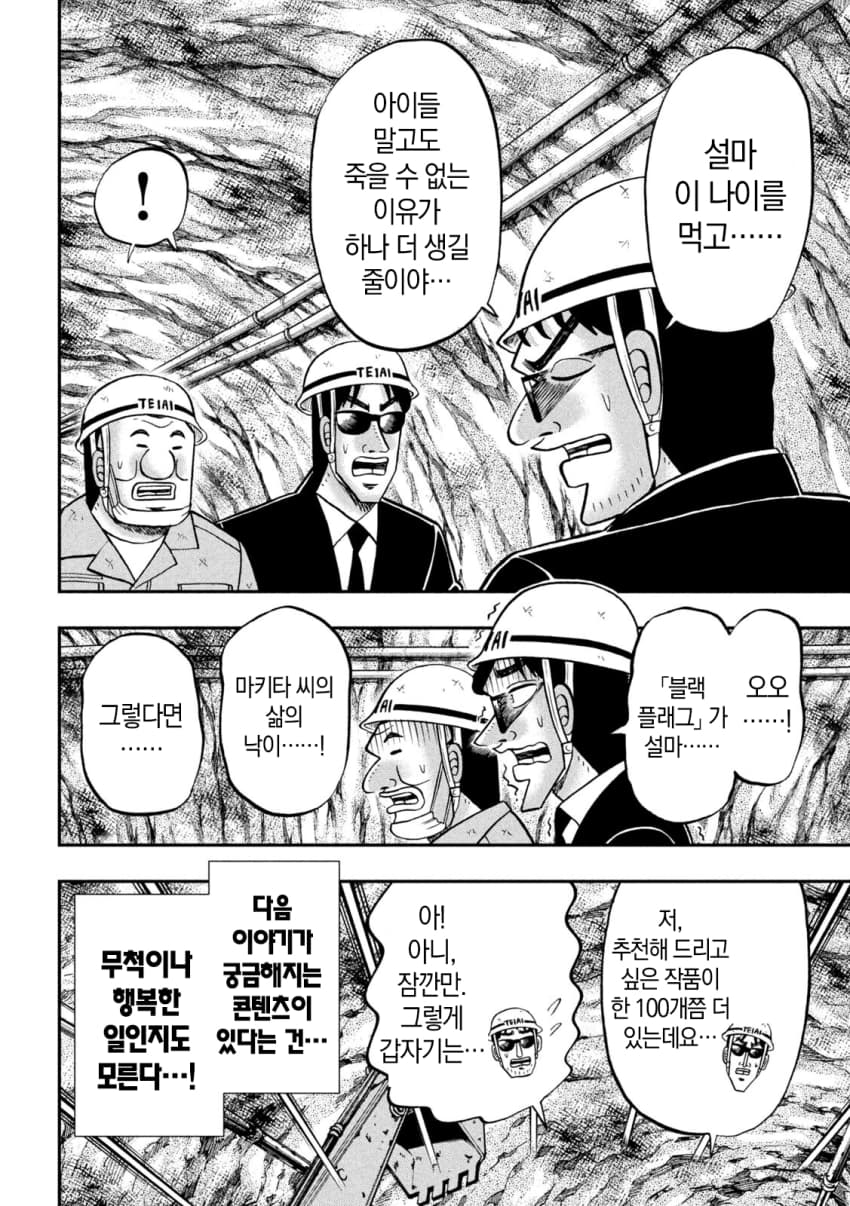 설마
이 나이를
먹고……
아이들
말고도
죽을 수 없는
이유가
하나 더 생길
줄이야…
!
TEIAI
TEIAI
AI
오오
……!
「블랙
플래그」가
설마……
마키타 씨의
삶의
낙이……!
그렇다면
……
AI
AI
저,
추천해 드리고
싶은 작품이
한 100개쯤 더
있는데요…
TEIAI
아!
아니,
잠깐만.
그렇게
갑자기는…
TEIAI
다음
이야기가
궁금해지는
콘텐츠가
있다는 건…
무척이나
행복한
일인지도
모른다…!